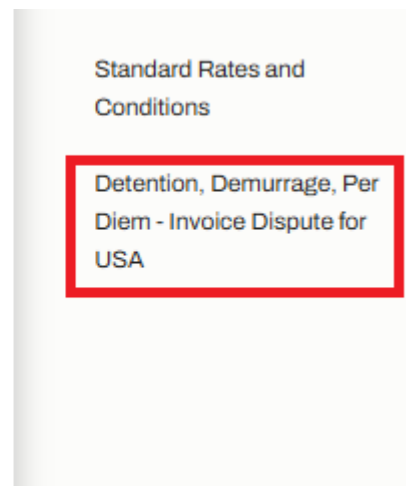 Standard Rates and
Conditions
Detention, Demurrage, Per
Diem - Invoice Dispute for
USA